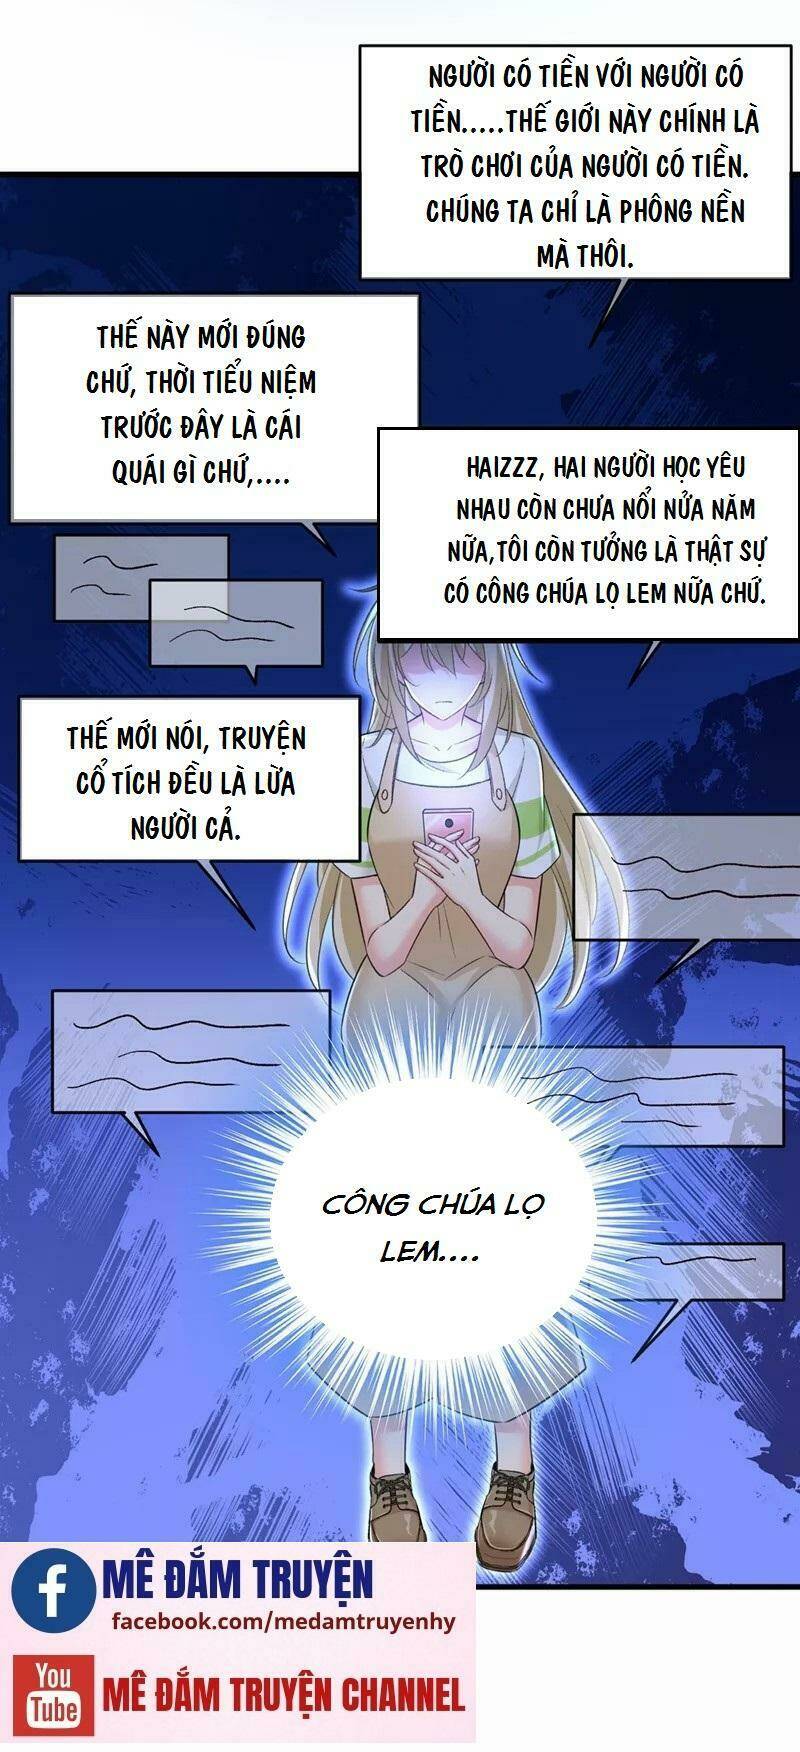 NGƯỜI CÓ TIỀN VỚI NGƯỜI CÓ
TIỀN.....THẾ GIỚI NÀY CHÍNH LÀ
TRÒ CHƠI CỦA NGƯỜI CÓ TIỀN.
CHÚNG TA CHỈ LÀ PHÔNG NỀN
MÀ THÔI.
THẾ NÀY MỚI ĐÚNG
CHỨ, THỜI TIỂU NIỆM
TRƯỚC ĐÂY LÀ CÁI
QUÁI GÌ CHỨ,....
HAIZZZ, HAI NGƯỜI HỌC YÊU
NHAU CÒN CHƯA NỔI NỬA NĂM
NỮA,TÔI CÒN TƯỞNG LÀ THẬT SỰ
CÓ CÔNG CHÚA LỌ LEM NỮA CHỨ.
THẾ MỚI NÓI, TRUYỆN
CỔ TÍCH ĐỀU LÀ LỪA
NGƯỜI CẢ.
CÔNG CHÚA LỌ
LEM....
f MÊ ĐẮM TRUYỆN
facebook.com/medamtruyenhy
You
Tube
MÊ ĐẮM TRUYỆN CHANNEL